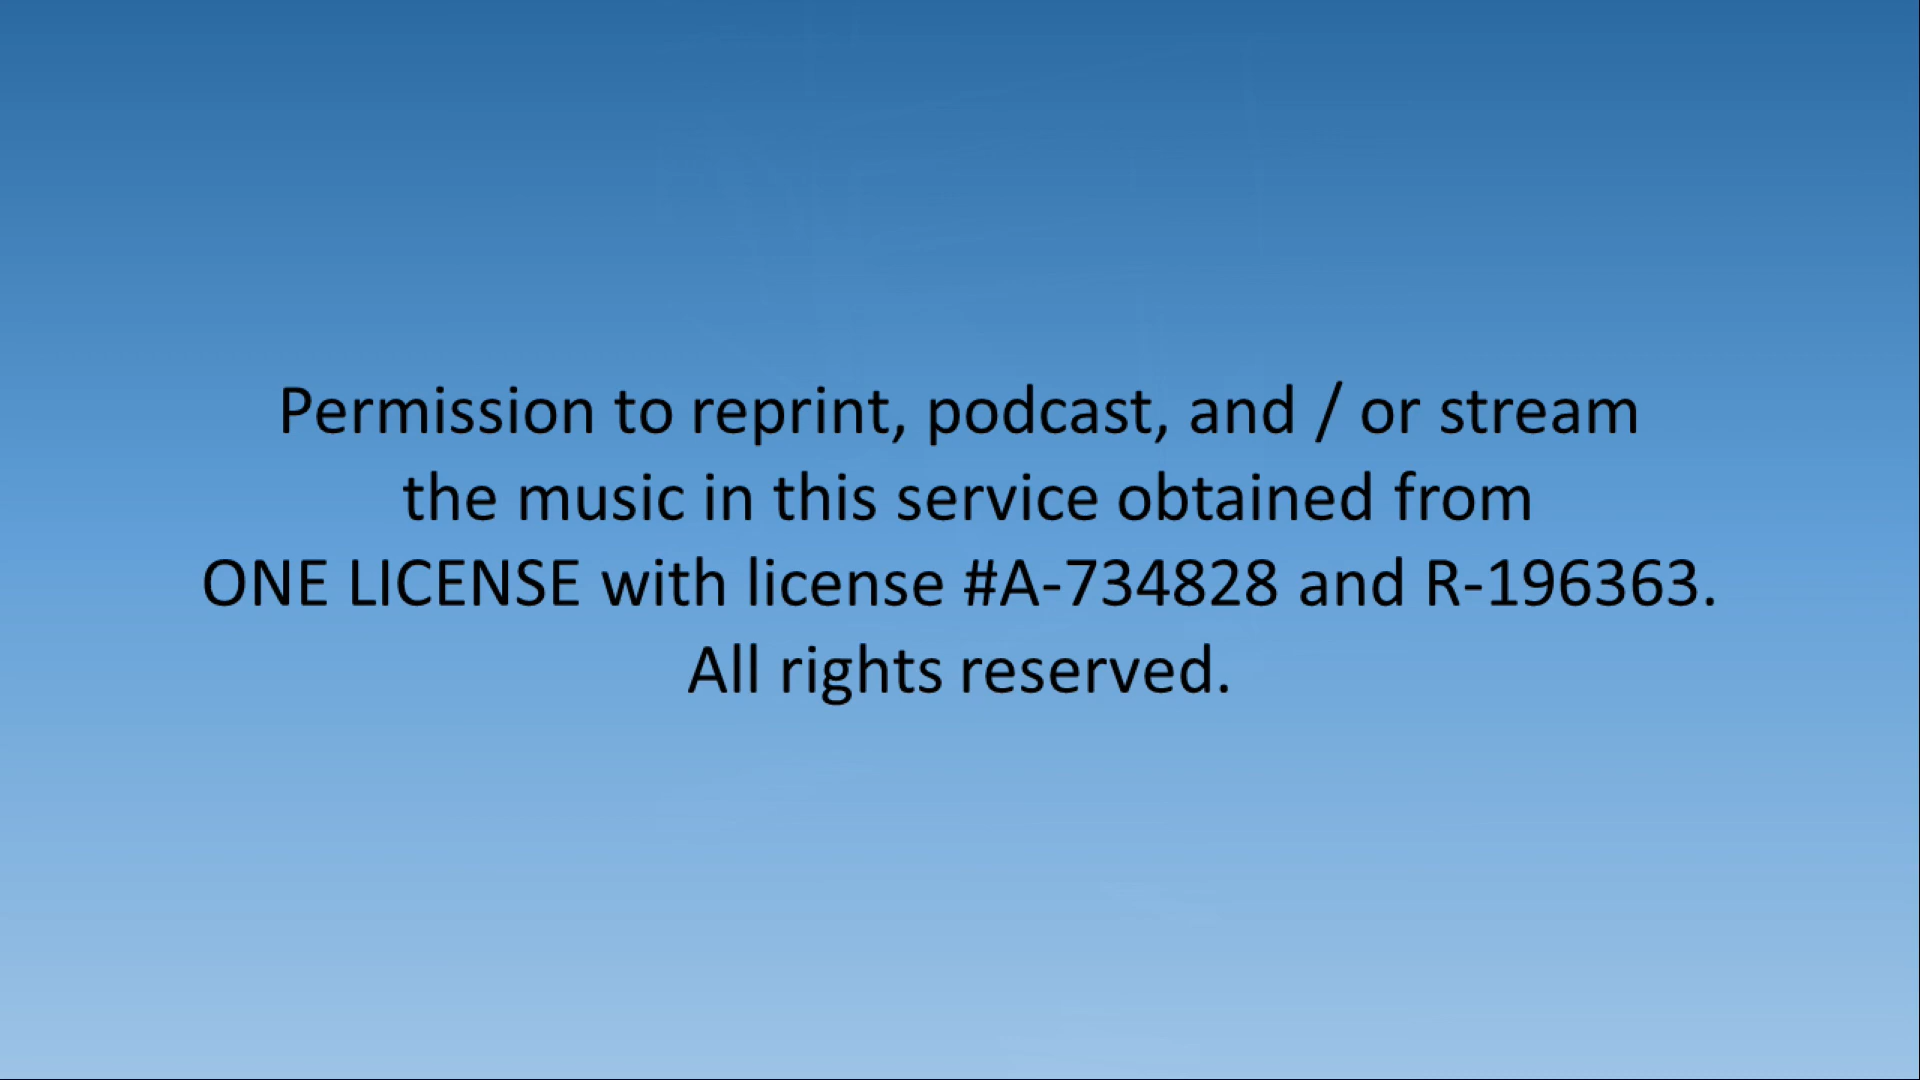 Permission to reprint, podcast, and / or stream
the music in this service obtained from
ONE LICENSE with license #A-734828 and R-196363.
All rights reserved.